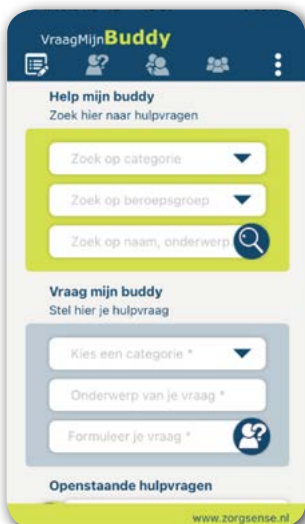 VraagMijnBuddy
Help mijn buddy
Zoek hier naar hulpvragen
Zoek op categorie
Zoek op beroepsgroep
Zoek op naam, onderwerp
Vraag mijn buddy
Stel hier je hulpvraag
Kies een categorie *
Onderwerp van je vraag *
Formuleer je vraag *
Openstaande hulpvragen
www.zorgsense.nl